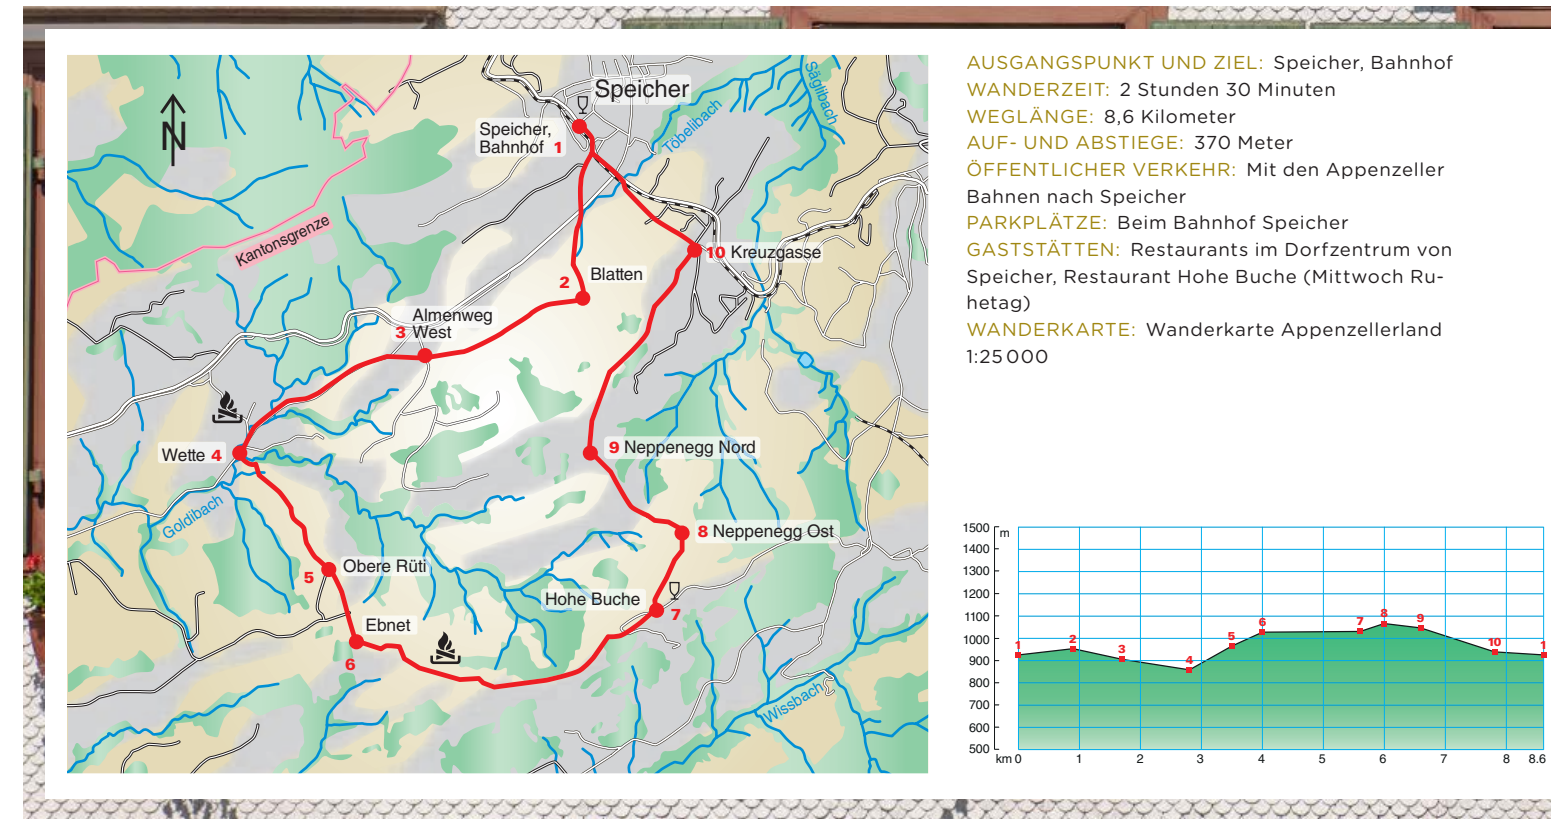 Speicher
Speicher,
Bahnhof 1
Töbelibach
Säglibach
N
Kantonsgrenze
10 Kreuzgasse
2 Blatten
Almenweg
3 West
Wette 4
9 Neppenegg Nord
Goldibach
8 Neppenegg Ost
5 Obere Rüti
Hohe Buche
7
Ebnet
6
Wissbach
AUSGANGSPUNKT UND ZIEL: Speicher, Bahnhof
WANDERZEIT: 2 Stunden 30 Minuten
WEGLÄNGE: 8,6 Kilometer
AUF- UND ABSTIEGE: 370 Meter
ÖFFENTLICHER VERKEHR: Mit den Appenzeller
Bahnen nach Speicher
PARKPLÄTZE: Beim Bahnhof Speicher
GASTSTÄTTEN: Restaurants im Dorfzentrum von
Speicher, Restaurant Hohe Buche (Mittwoch Ru-
hetag)
WANDERKARTE: Wanderkarte Appenzellerland
1:25 000
1500 m
1400
1300
1200
1100
1000
900
800
700
600
500
1 2 3 4 5 6 7 8 9 10 1
km 0 1 2 3 4 5 6 7 8 8.6